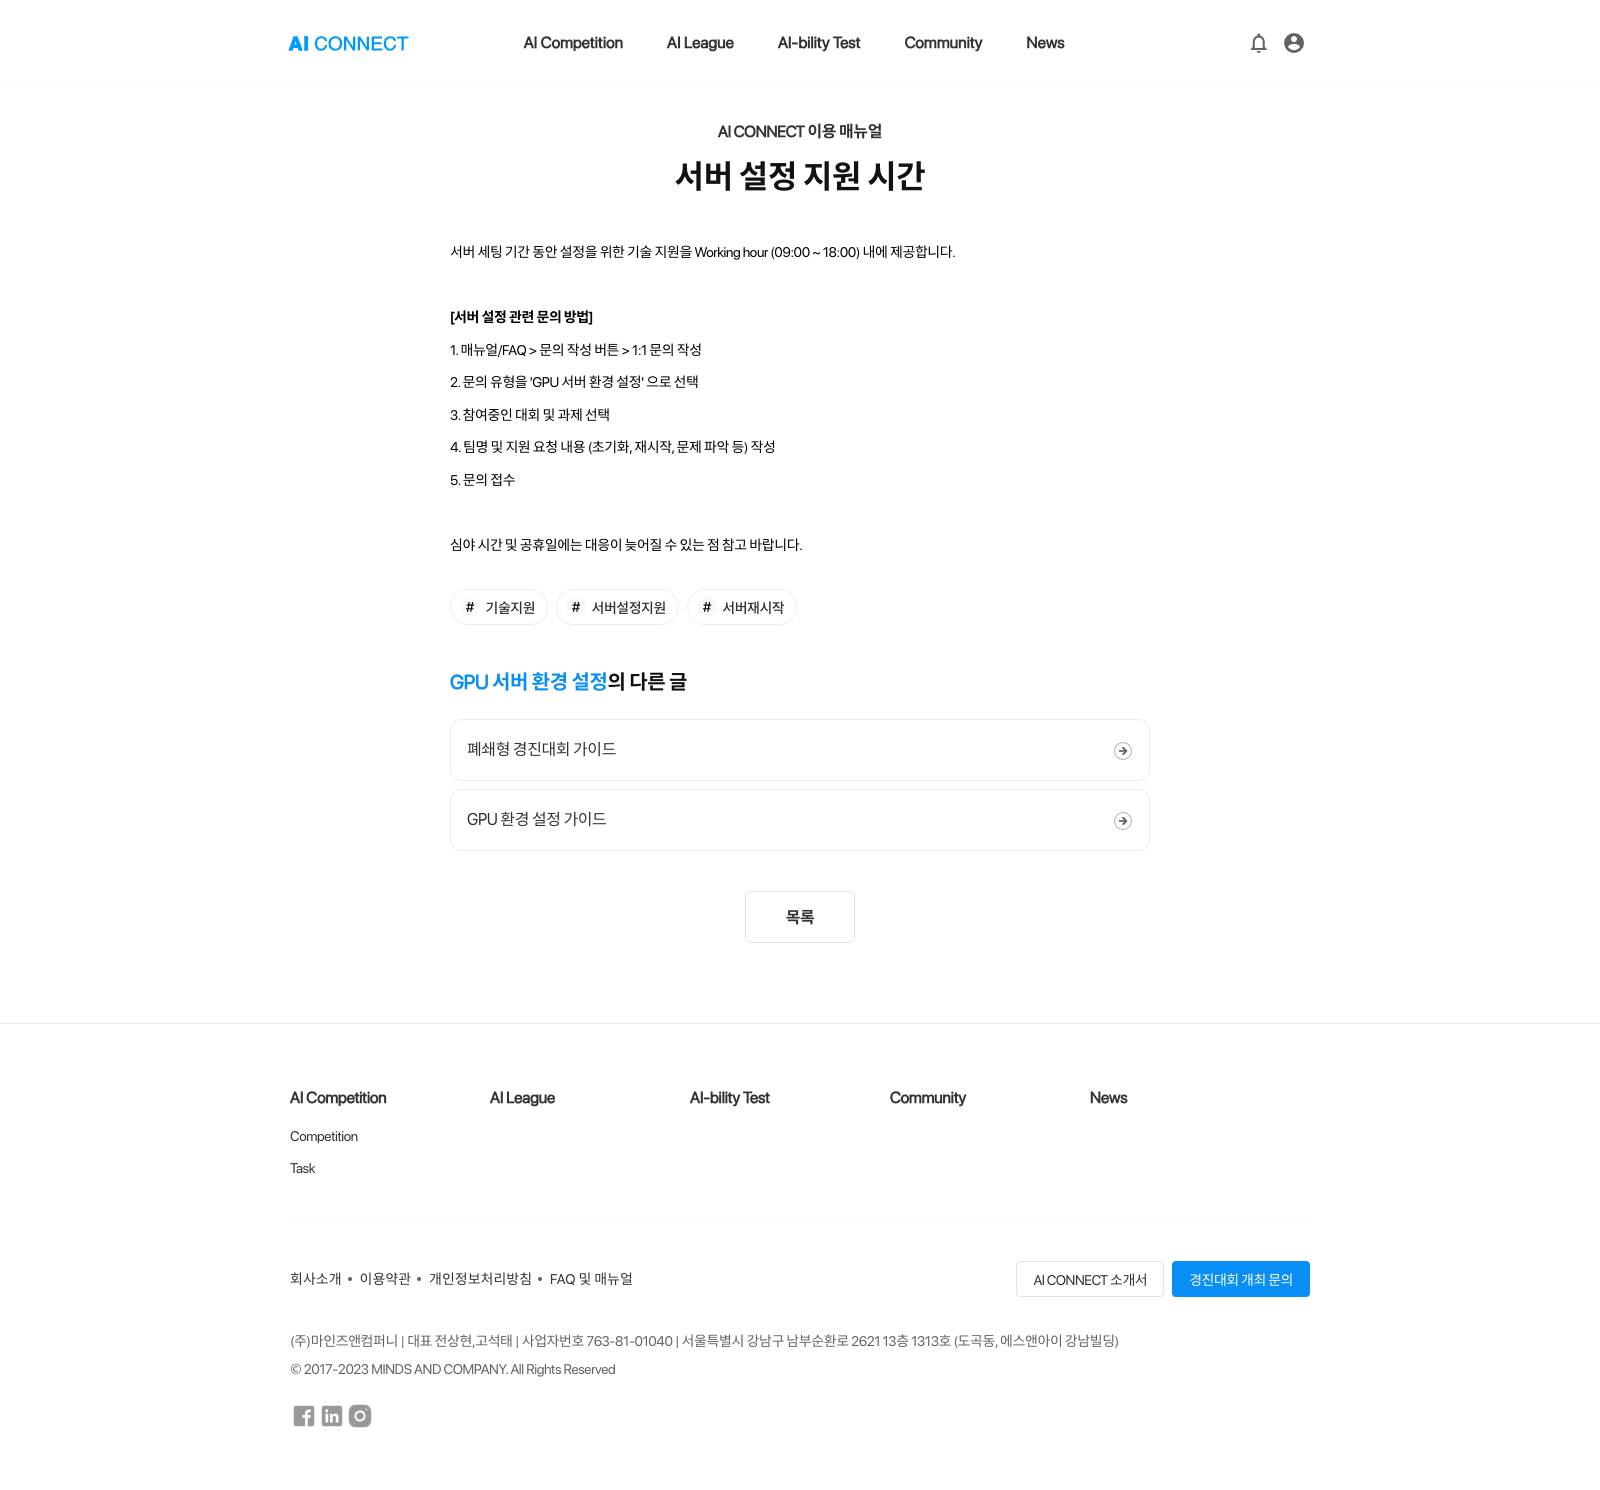 AI CONNECT
AI Competition
AI League
AI-bility Test
Community
News
AI CONNECT 이용 매뉴얼
서버 설정 지원 시간
서버 세팅 기간 동안 설정을 위한 기술 지원을 Working hour (09:00 ~ 18:00) 내에 제공합니다.
[서버 설정 관련 문의 방법]
1. 매뉴얼/FAQ > 문의 작성 버튼 > 1:1 문의 작성
2. 문의 유형을 'GPU 서버 환경 설정' 으로 선택
3. 참여중인 대회 및 과제 선택
4. 팀명 및 지원 요청 내용 (초기화, 재시작, 문제 파악 등) 작성
5. 문의 접수
심야 시간 및 공휴일에는 대응이 늦어질 수 있는 점 참고 바랍니다.
# 기술지원
# 서버설정지원
# 서버재시작
GPU 서버 환경 설정의 다른 글
폐쇄형 경진대회 가이드
GPU 환경 설정 가이드
목록
AI Competition
Competition
Task
AI League
AI-bility Test
Community
News
회사소개 • 이용약관 • 개인정보처리방침 • FAQ 및 매뉴얼
AI CONNECT 소개서
경진대회 개최 문의
(주)마인즈앤컴퍼니 | 대표 전상현,고석태 | 사업자번호 763-81-01040 | 서울특별시 강남구 남부순환로 2621 13층 1313호 (도곡동, 에스앤아이 강남빌딩)
© 2017-2023 MINDS AND COMPANY. All Rights Reserved